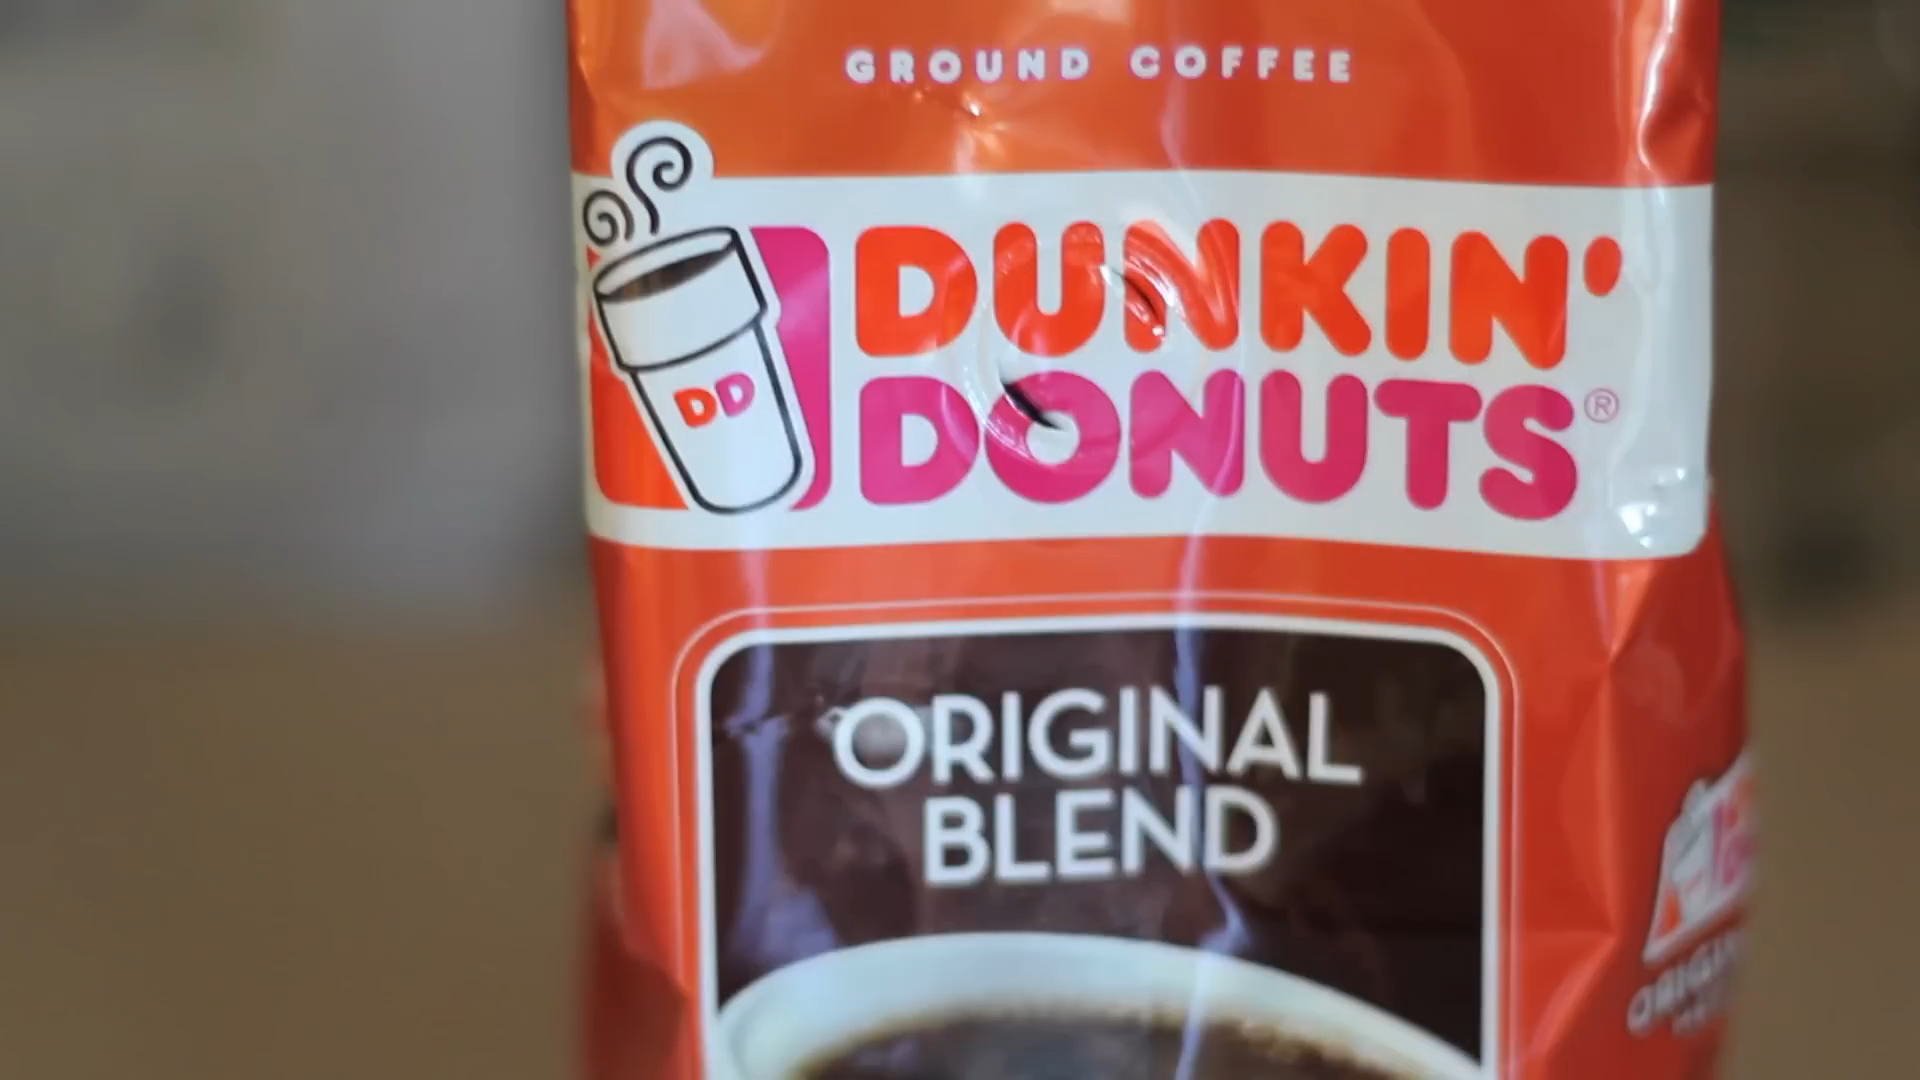 GROUND COFFEE
DUNKIN'
DONUTS®
DD
ORIGINAL
BLEND